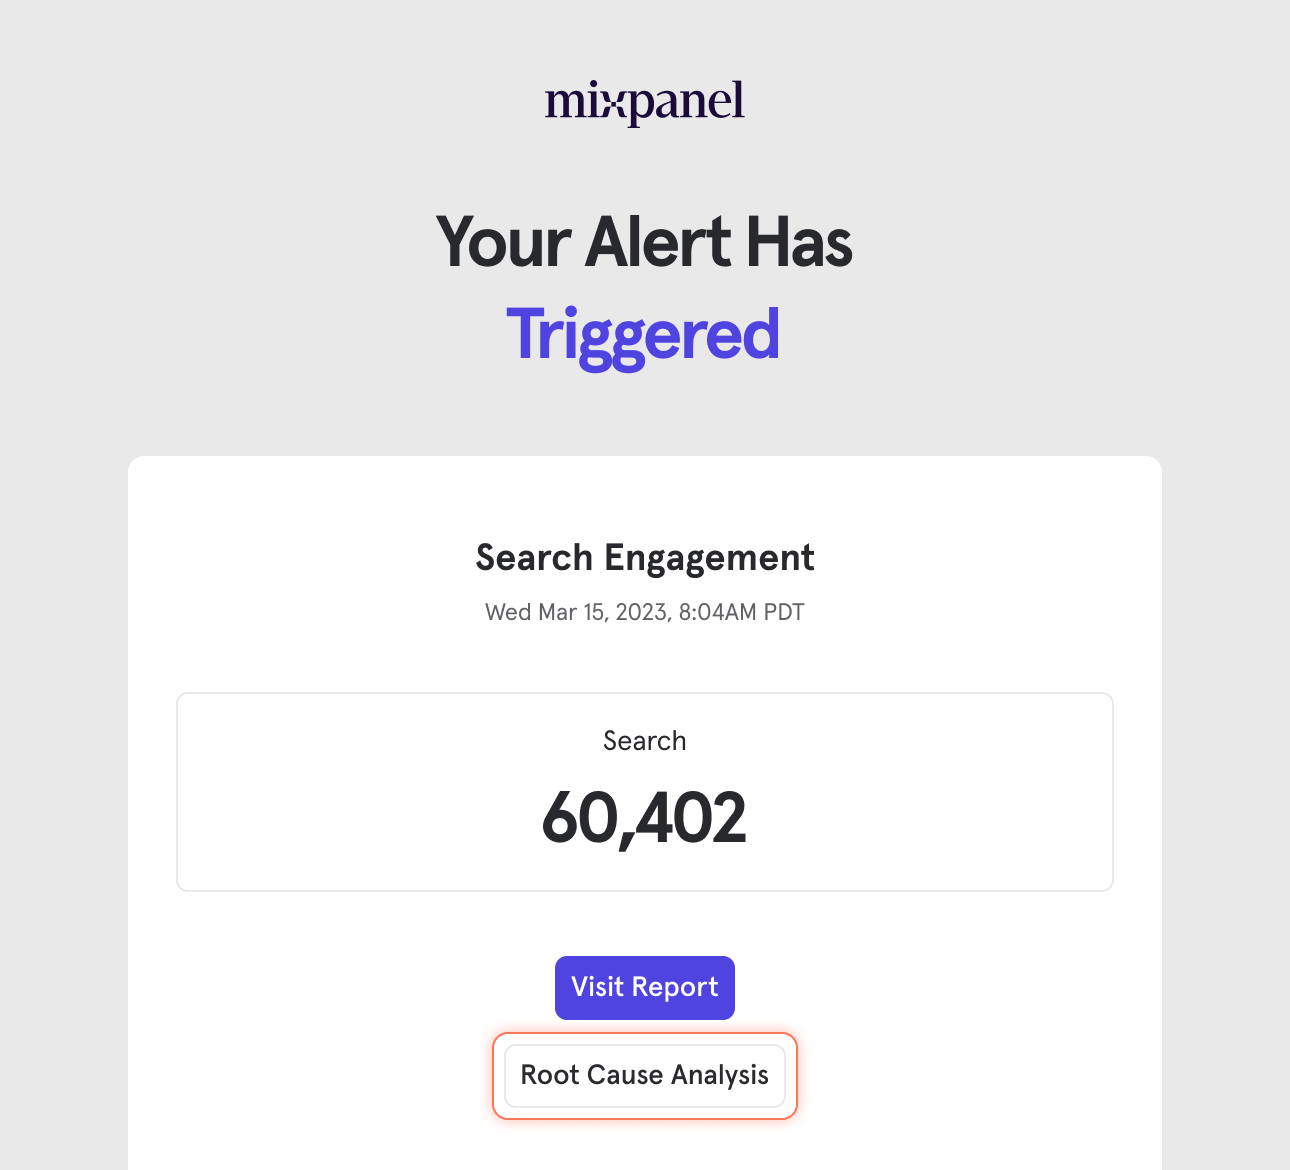 mixpanel
Your Alert Has
Triggered
Search Engagement
Wed Mar 15, 2023, 8:04AM PDT
Search
60,402
Visit Report
Root Cause Analysis